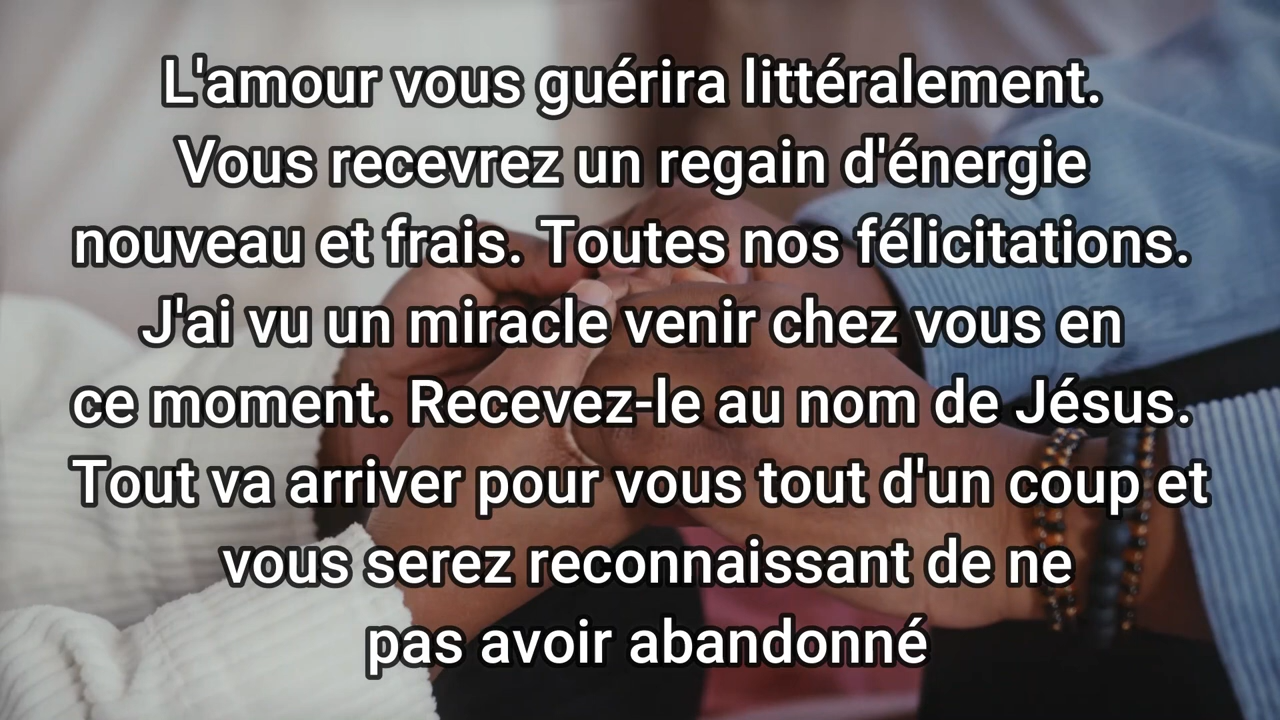 L'amour vous guérira littéralement.
Vous recevrez un regain d'énergie
nouveau et frais. Toutes nos félicitations.
J'ai vu un miracle venir chez vous en
ce moment. Recevez-le au nom de Jésus.
Tout va arriver pour vous tout d'un coup et
vous serez reconnaissant de ne
pas avoir abandonné